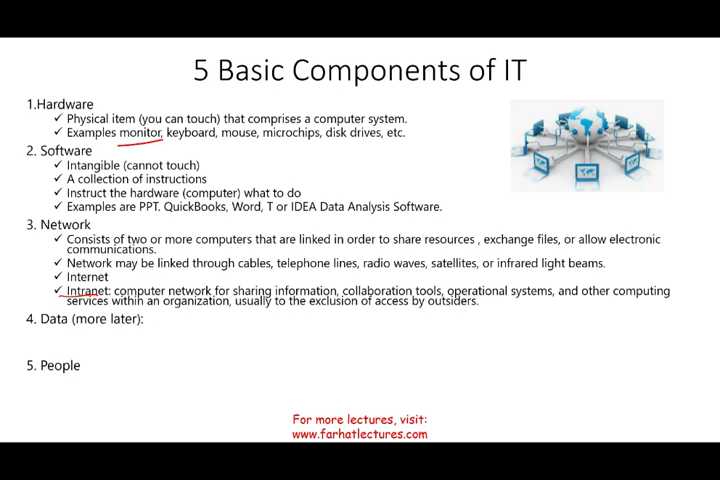 5 Basic Components of IT
1.Hardware
✓ Physical item (you can touch) that comprises a computer system.
✓ Examples monitor, keyboard, mouse, microchips, disk drives, etc.
2. Software
✓ Intangible (cannot touch)
✓ A collection of instructions
✓ Instruct the hardware (computer) what to do
✓ Examples are PPT. QuickBooks, Word, T or IDEA Data Analysis Software.
3. Network
✓ Consists of two or more computers that are linked in order to share resources , exchange files, or allow electronic
communications.
✓ Network may be linked through cables, telephone lines, radio waves, satellites, or infrared light beams.
✓ Internet
✓ Intranet: computer network for sharing information, collaboration tools, operational systems, and other computing
services within an organization, usually to the exclusion of access by outsiders.
4. Data (more later):
5. People
For more lectures, visit:
www.farhatlectures.com